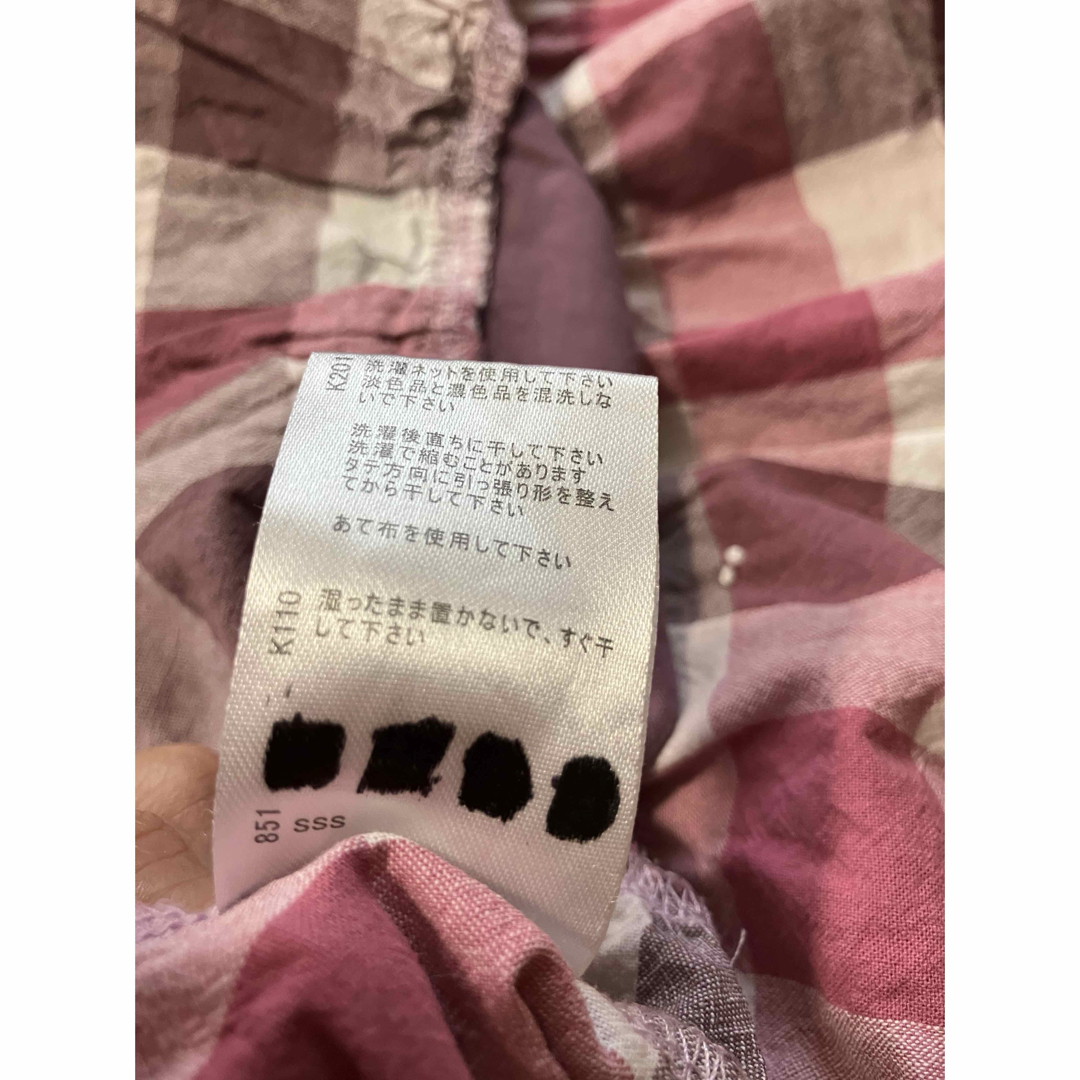 K201
洗濯ネットを使用して下さい
淡色品と濃色品を混洗しな
いで下さい
洗濯後直ちに干して下さい
洗濯で縮むことがあります
タテ方向に引っ張り形を整え
てから干して下さい
あて布を使用して下さい
K110
湿ったまま置かないで、すぐ干
して下さい
851
sss